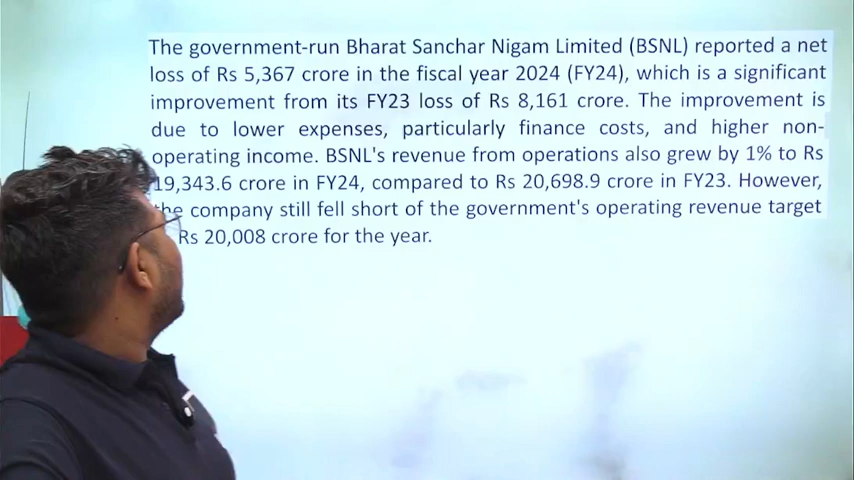 The government-run Bharat Sanchar Nigam Limited (BSNL) reported a net
loss of Rs 5,367 crore in the fiscal year 2024 (FY24), which is a significant
improvement from its FY23 loss of Rs 8,161 crore. The improvement is
due to lower expenses, particularly finance costs, and higher non-
operating income. BSNL's revenue from operations also grew by 1% to Rs
19,343.6 crore in FY24, compared to Rs 20,698.9 crore in FY23. However,
the company still fell short of the government's operating revenue target
Rs 20,008 crore for the year.